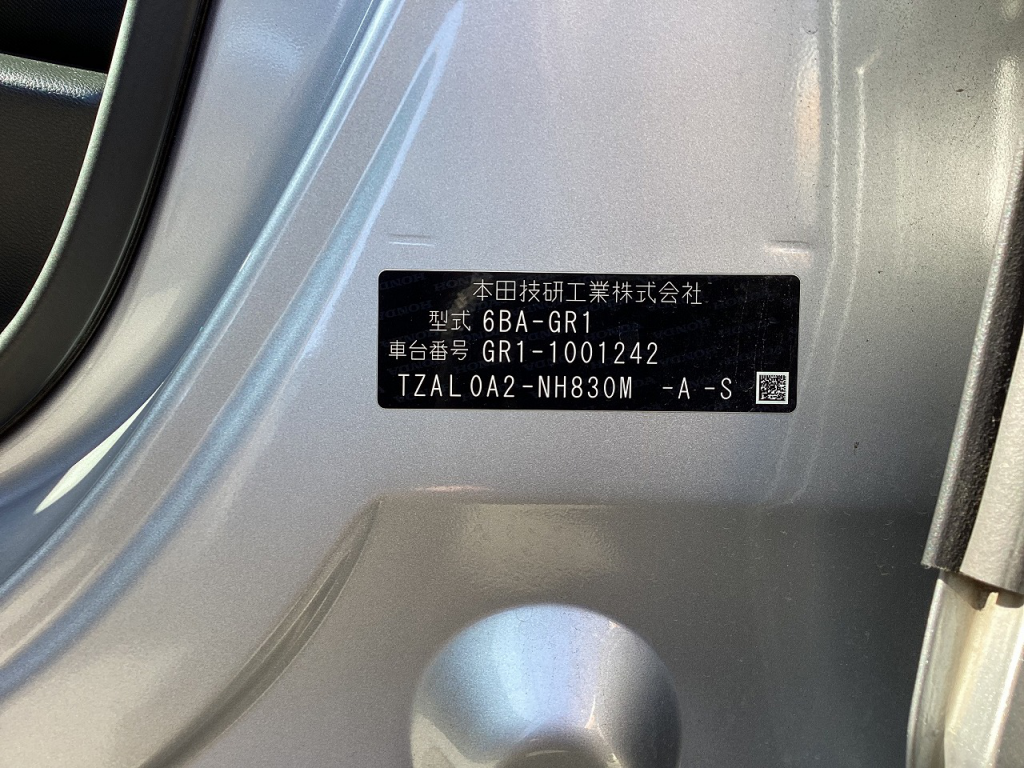 本田技研工業株式会社
型式 6BA-GR1
車台番号 GR1-1001242
TZAL0A2-NH830M -A -S